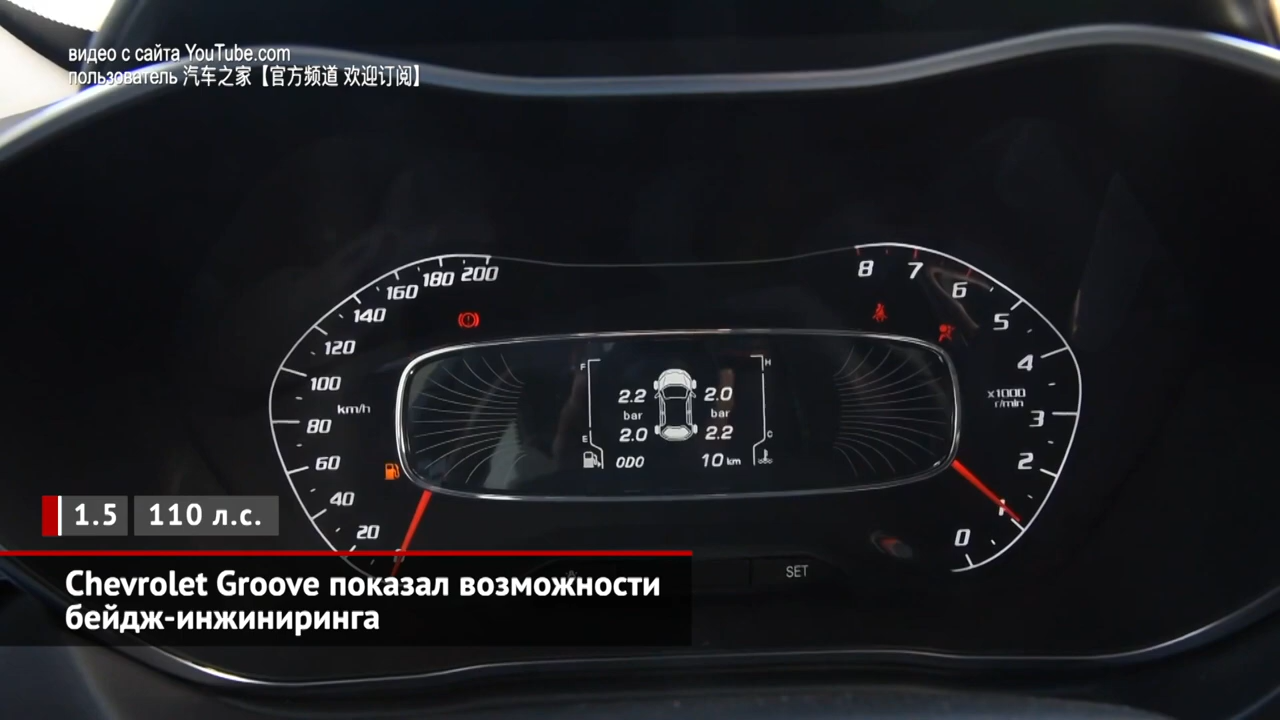 видео с сайта YouTube.com
пользователь 汽车之家【官方频道 欢迎订阅】
200
180
160
140
120
100
km/h
80
60
40
20
8
7
6
5
4
x1000
r/min
3
2
1
0
F
H
2.2
2.0
bar
bar
2.0
2.2
E
C
ODO
10 km
SET
1.5
110 л.с.
Chevrolet Groove показал возможности
бейдж-инжиниринга